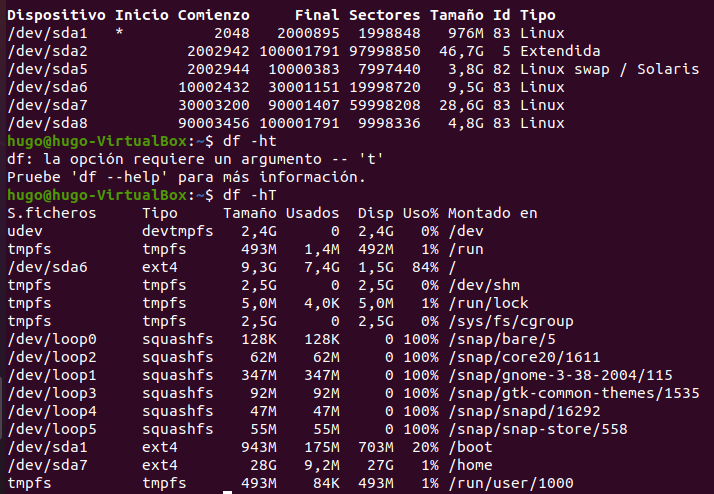 Dispositivo Inicio Comienzo     Final Sectores Tamaño Id Tipo
/dev/sda1   *          2048   2000895  1998848   976M 83 Linux
/dev/sda2           2002942 100001791 97998850  46,7G  5 Extendida
/dev/sda5           2002944  10000383  7997440   3,8G 82 Linux swap / Solaris
/dev/sda6          10002432  30001151 19998720   9,5G 83 Linux
/dev/sda7          30003200  90001407 59998208  28,6G 83 Linux
/dev/sda8          90003456 100001791  9998336   4,8G 83 Linux
hugo@hugo-VirtualBox:~$ df -ht
df: la opción requiere un argumento -- 't'
Pruebe 'df --help' para más información.
hugo@hugo-VirtualBox:~$ df -hT
S.ficheros     Tipo     Tamaño Usados  Disp Uso% Montado en
udev           devtmpfs   2,4G      0  2,4G   0% /dev
tmpfs          tmpfs      493M   1,4M  492M   1% /run
/dev/sda6      ext4       9,3G   7,4G  1,5G  84% /
tmpfs          tmpfs      2,5G      0  2,5G   0% /dev/shm
tmpfs          tmpfs      5,0M   4,0K  5,0M   1% /run/lock
tmpfs          tmpfs      2,5G      0  2,5G   0% /sys/fs/cgroup
/dev/loop0     squashfs   128K   128K     0 100% /snap/bare/5
/dev/loop2     squashfs    62M    62M     0 100% /snap/core20/1611
/dev/loop1     squashfs   347M   347M     0 100% /snap/gnome-3-38-2004/115
/dev/loop3     squashfs    92M    92M     0 100% /snap/gtk-common-themes/1535
/dev/loop4     squashfs    47M    47M     0 100% /snap/snapd/16292
/dev/loop5     squashfs    55M    55M     0 100% /snap/snap-store/558
/dev/sda1      ext4       943M   175M  703M  20% /boot
/dev/sda7      ext4        28G   9,2M   27G   1% /home
tmpfs          tmpfs      493M    84K  493M   1% /run/user/1000